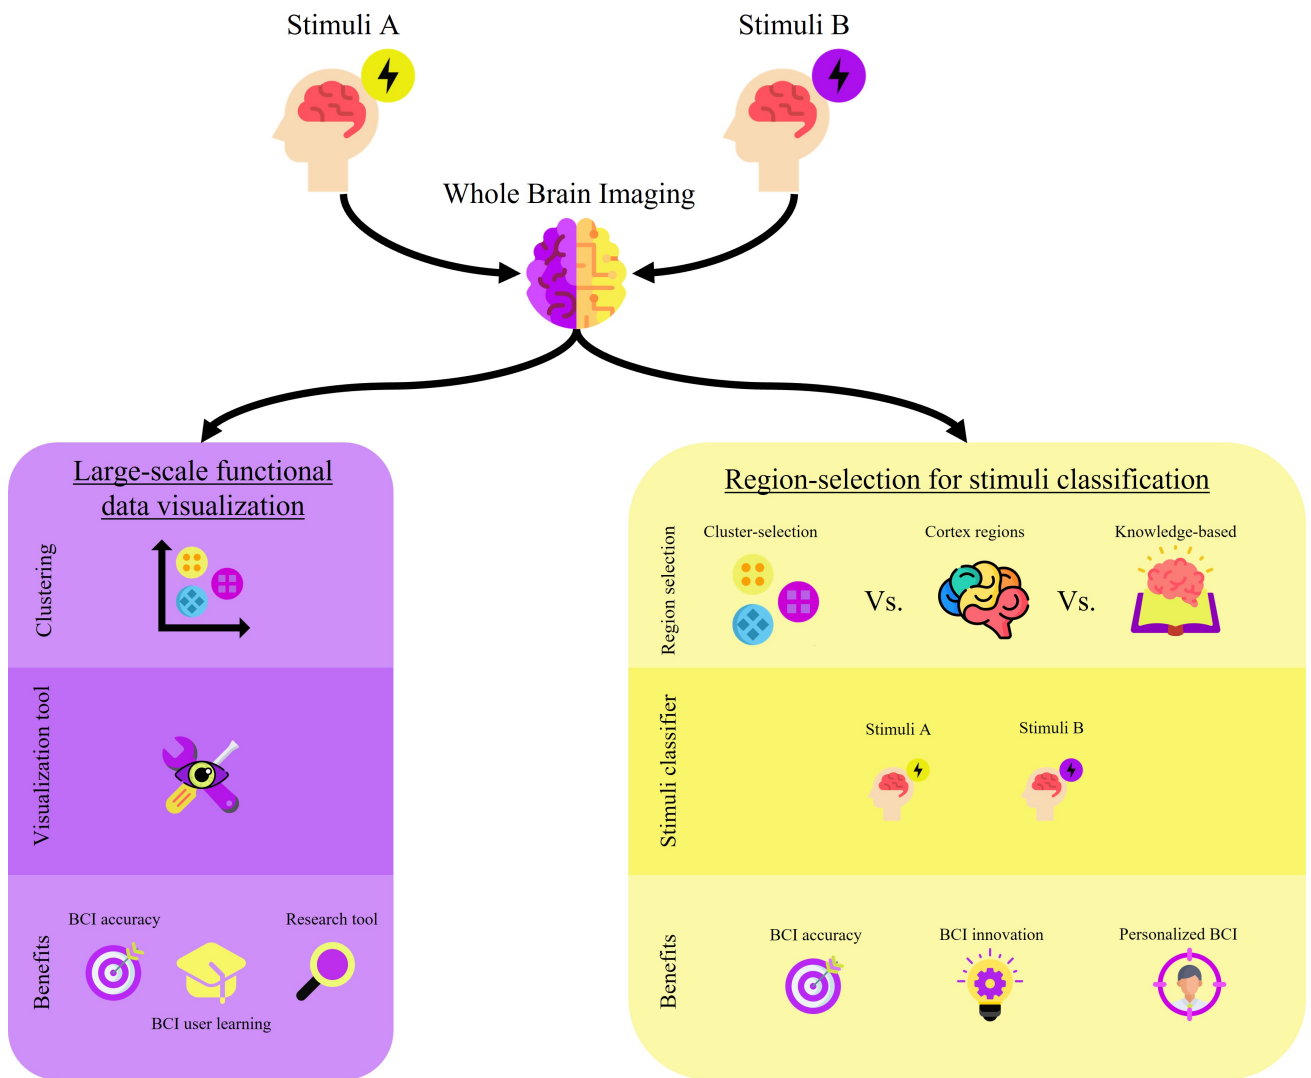 Stimuli A
Stimuli B
Whole Brain Imaging
Large-scale functional
data visualization
Clustering
Visualization tool
Benefits
BCI accuracy
Research tool
BCI user learning
Region-selection for stimuli classification
Region selection
Cluster-selection
Cortex regions
Knowledge-based
Vs.
Vs.
Stimuli classifier
Stimuli A
Stimuli B
Benefits
BCI accuracy
BCI innovation
Personalized BCI